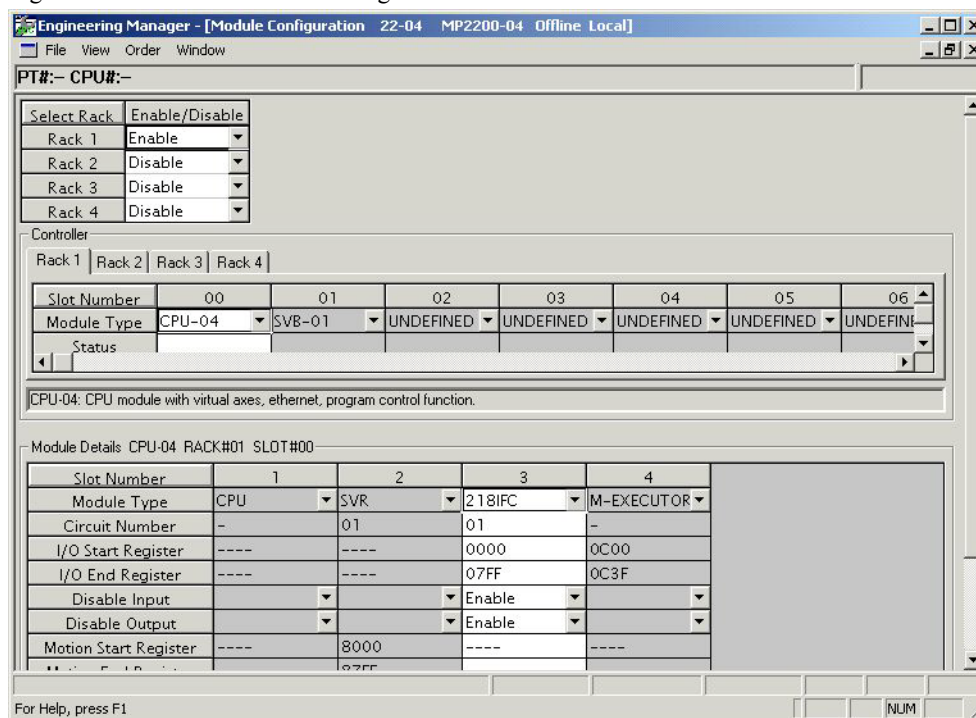 Engineering Manager - [Module Configuration 22-04 MP2200-04 Offline Local]
File View Order Window
PT#:– CPU#:–
Select Rack Enable/Disable
Rack 1 Enable
Rack 2 Disable
Rack 3 Disable
Rack 4 Disable
Controller
Rack 1 Rack 2 Rack 3 Rack 4
Slot Number 00 01 02 03 04 05 06
Module Type CPU-04 SVB-01 UNDEFINED UNDEFINED UNDEFINED UNDEFINED
Status
CPU-04: CPU module with virtual axes, ethernet, program control function.
Module Details CPU-04 RACK#01 SLOT#00
Slot Number 1 2 3 4
Module Type CPU SVR 218IFC M-EXECUTOR
Circuit Number - 01 01 -
I/O Start Register ---- ---- 0000 0C00
I/O End Register ---- ---- 07FF 0C3F
Disable Input Enable
Disable Output Enable
Motion Start Register ---- 8000 ---- ----
For Help, press F1
NUM